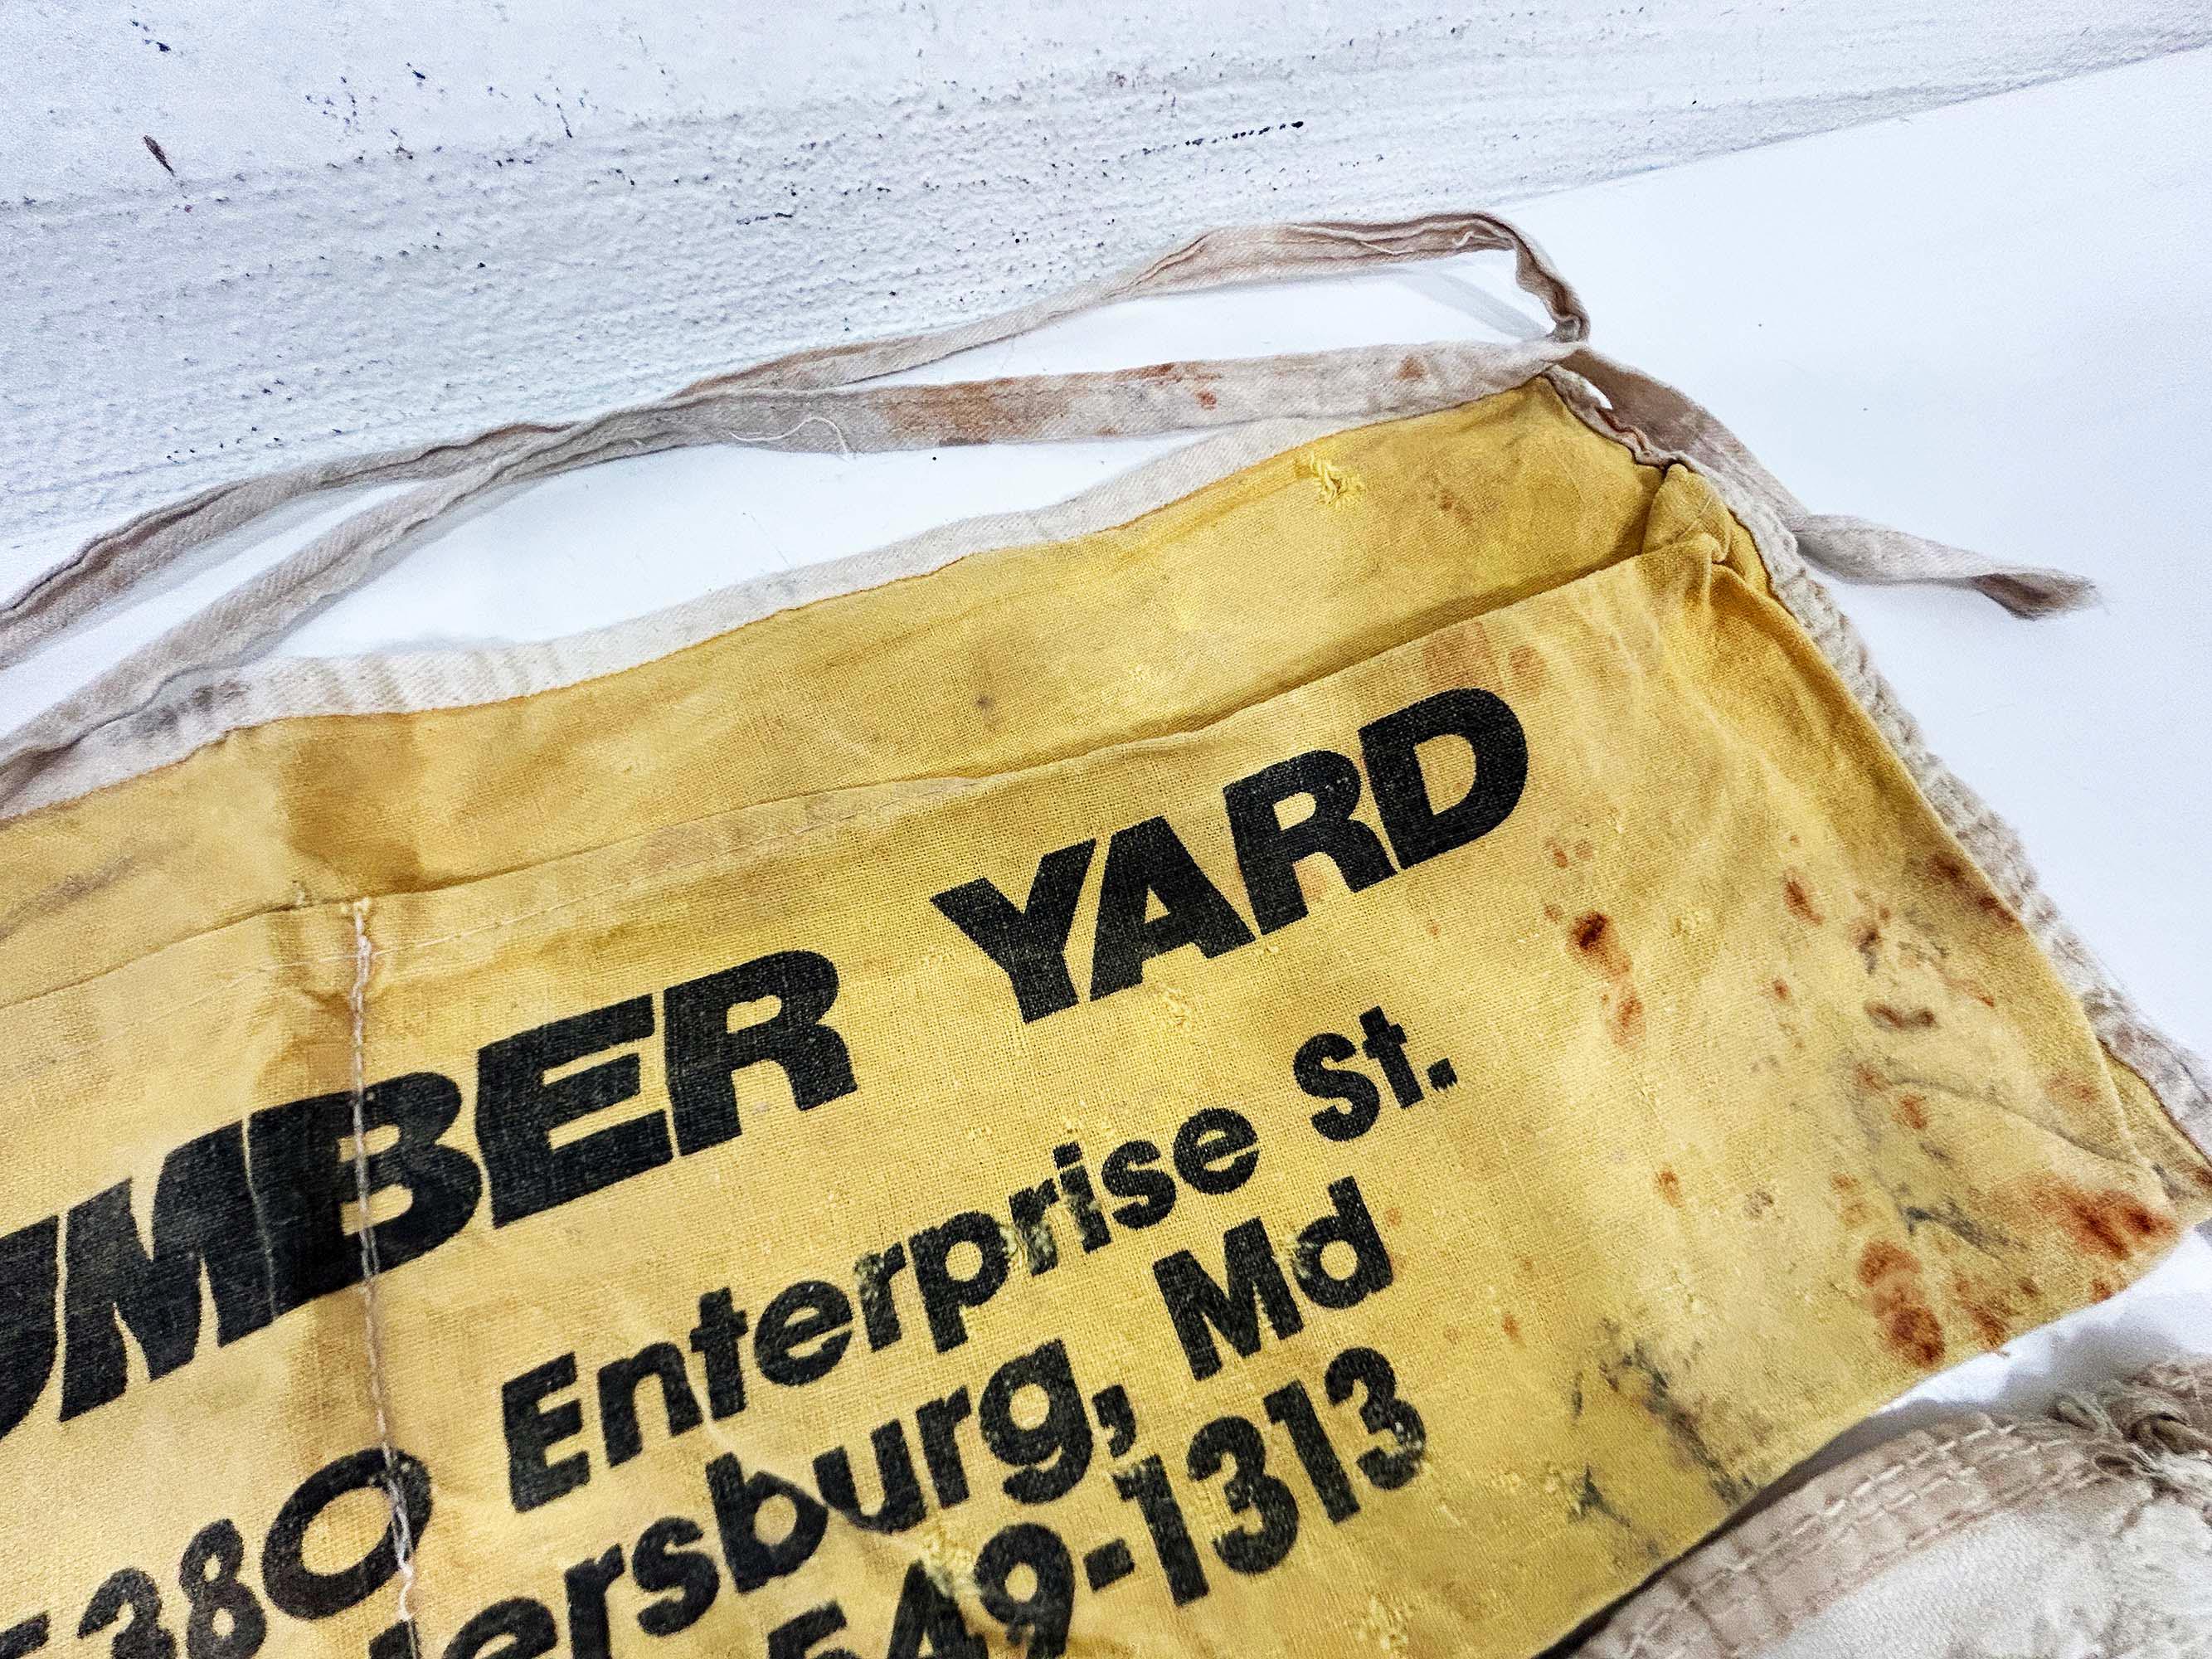 UMBER YARD
380 Enterprise St.
ersburg, Md
549-1313